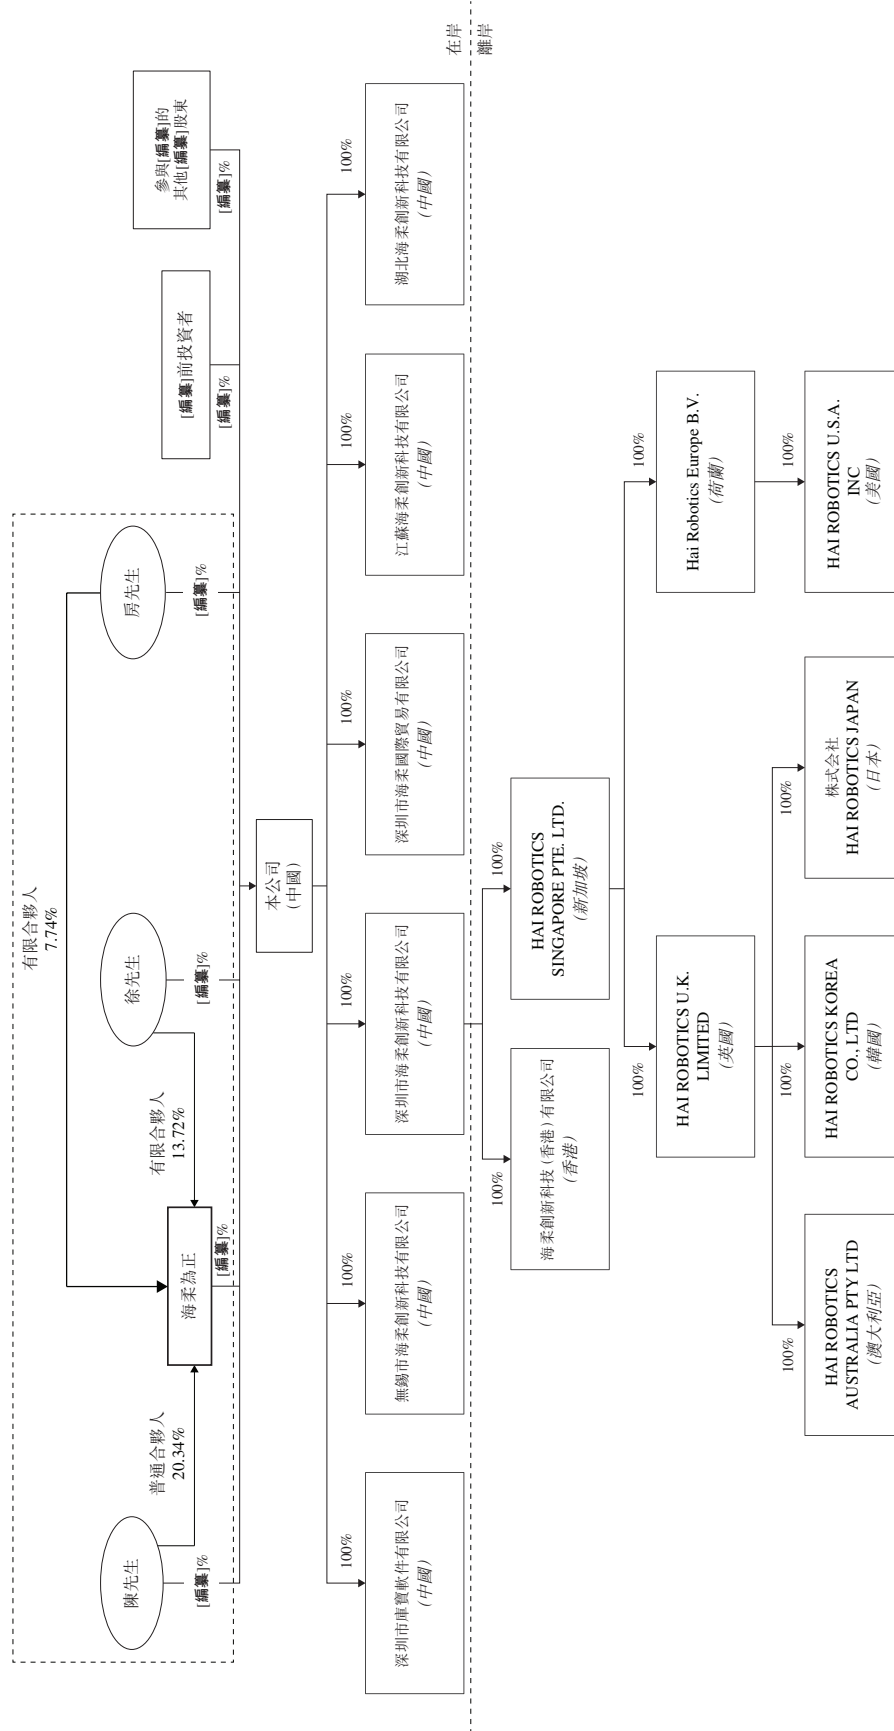 有限合夥人
7.74%
陳先生
普通合夥人
20.34%
海柔為正
有限合夥人
13.72%
徐先生
房先生
[編纂]前投資者
參與[編纂]的
其他[編纂]股東
[編纂]%
[編纂]%
[編纂]%
[編纂]%
[編纂]%
[編纂]%
本公司
(中國)
100%
100%
100%
100%
100%
100%
深圳市庫寶軟件有限公司
(中國)
無錫市海柔創新科技有限公司
(中國)
深圳市海柔創新科技有限公司
(中國)
深圳市海柔國際貿易有限公司
(中國)
江蘇海柔創新科技有限公司
(中國)
湖北海柔創新科技有限公司
(中國)
在岸
離岸
100%
100%
海柔創新科技(香港)有限公司
(香港)
HAI ROBOTICS
SINGAPORE PTE. LTD.
(新加坡)
100%
100%
HAI ROBOTICS U.K.
LIMITED
(英國)
Hai Robotics Europe B.V.
(荷蘭)
100%
100%
100%
100%
HAI ROBOTICS
AUSTRALIA PTY LTD
(澳大利亞)
HAI ROBOTICS KOREA
CO., LTD
(韓國)
株式会社
HAI ROBOTICS JAPAN
(日本)
HAI ROBOTICS U.S.A.
INC
(美國)